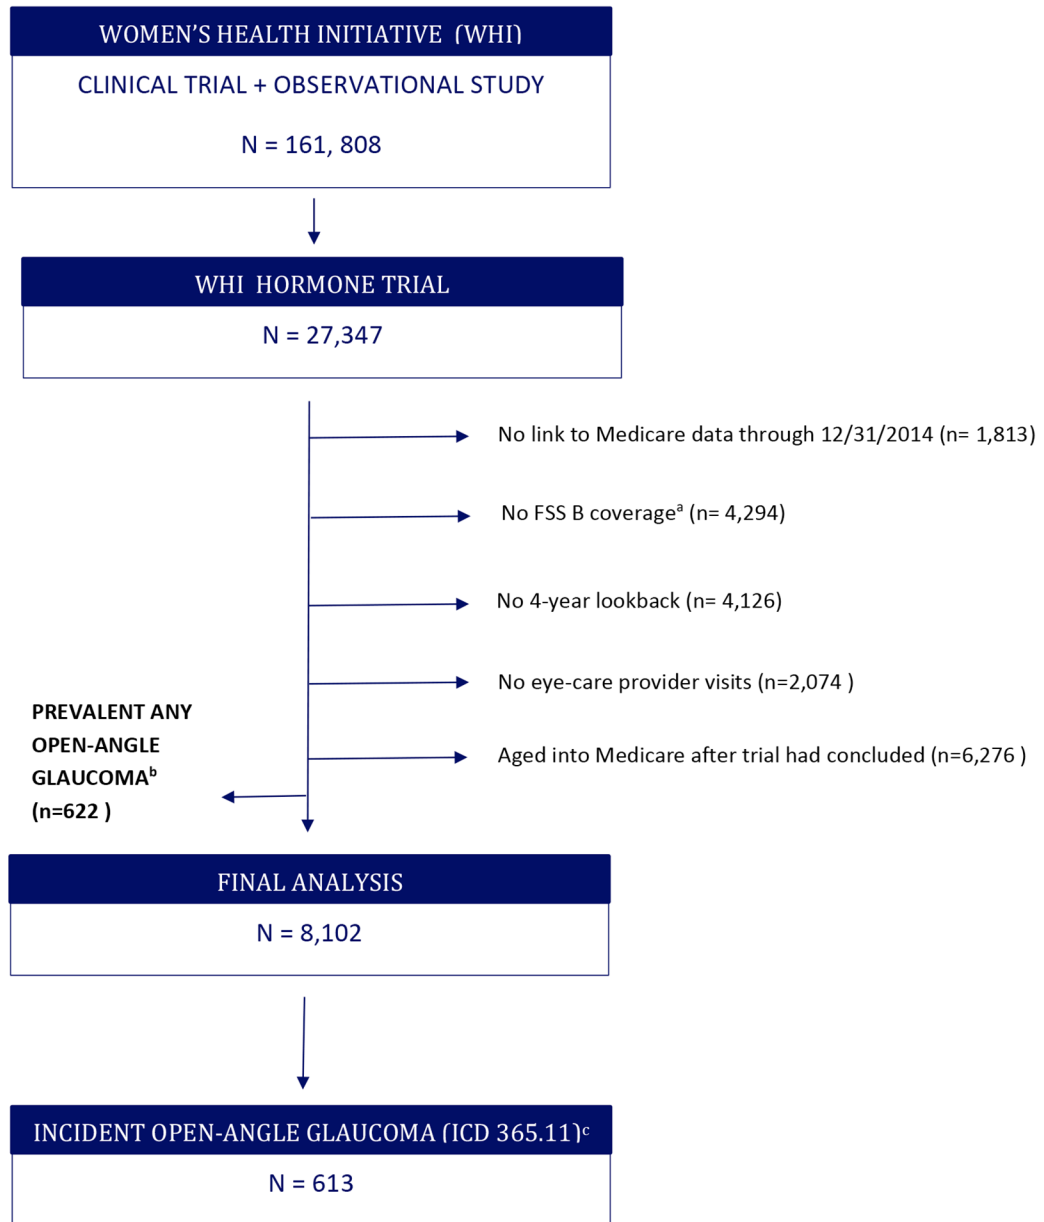 WOMEN’S HEALTH INITIATIVE (WHI)
CLINICAL TRIAL + OBSERVATIONAL STUDY
N = 161, 808
WHI HORMONE TRIAL
N = 27,347
No link to Medicare data through 12/31/2014 (n= 1,813)
No FSS B coverageᵃ (n= 4,294)
No 4-year lookback (n= 4,126)
No eye-care provider visits (n=2,074 )
Aged into Medicare after trial had concluded (n=6,276 )
PREVALENT ANY
OPEN-ANGLE
GLAUCOMAᵇ
(n=622 )
FINAL ANALYSIS
N = 8,102
INCIDENT OPEN-ANGLE GLAUCOMA (ICD 365.11)ᶜ
N = 613